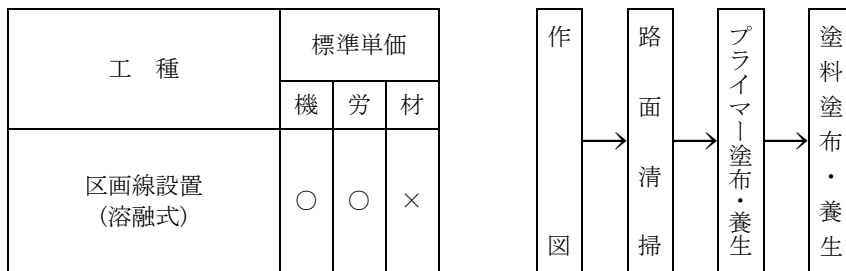 工 種
標準単価
機 労 材
区画線設置
(溶融式)
○ ○ ×
作図
路面清掃
プライマー塗布・養生
塗料塗布・養生